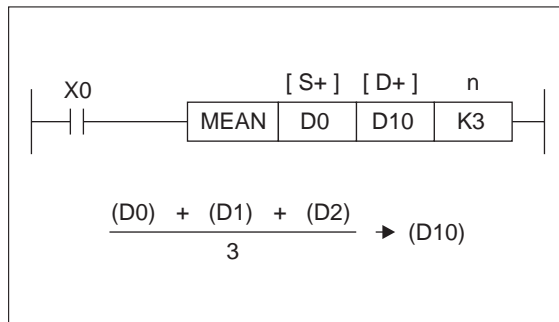 [ S+ ] [ D+ ] n
X0
MEAN D0 D10 K3
(D0) + (D1) + (D2)
(D10)
3